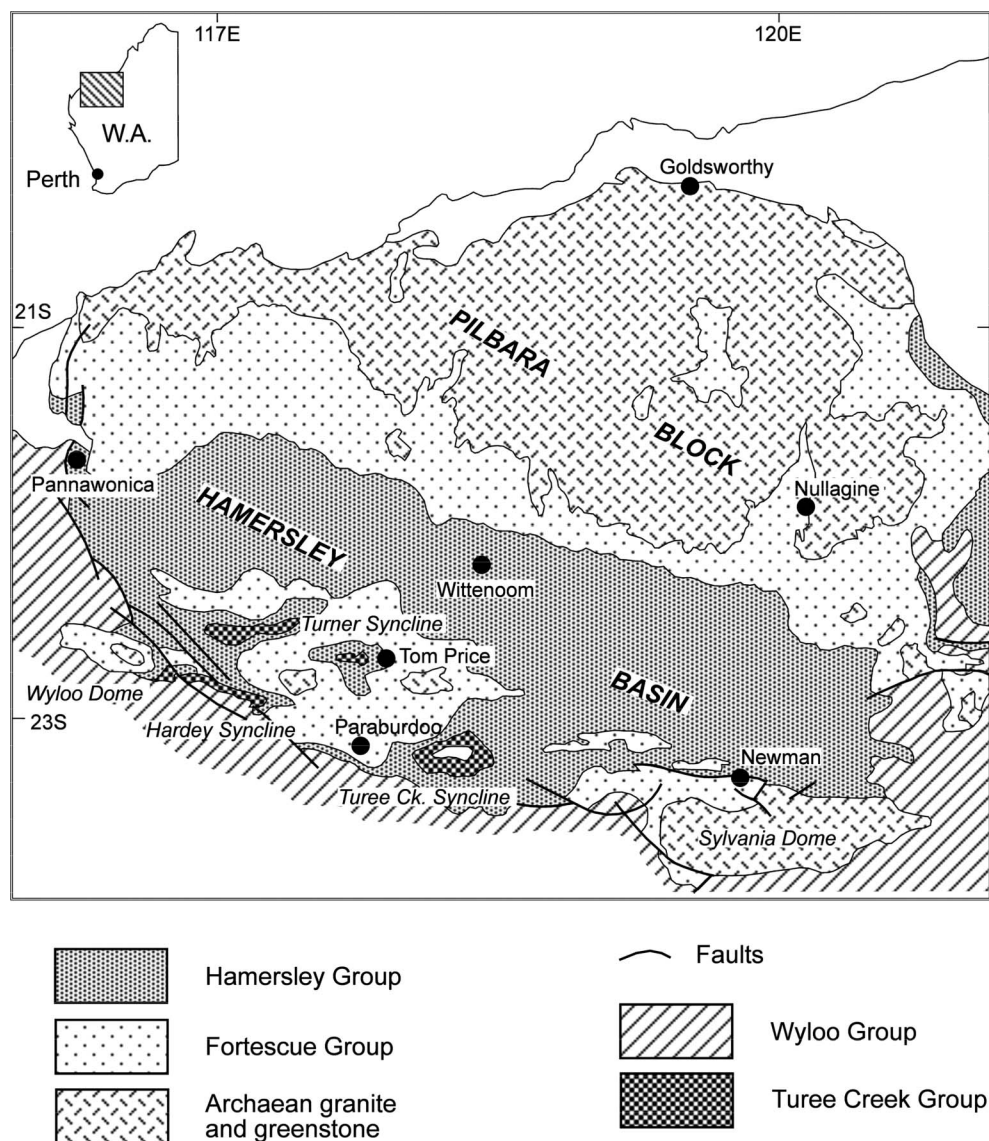 117E
120E
W.A.
Perth
Goldsworthy
21S
PILBARA
BLOCK
Pannawonica
Nullagine
HAMERSLEY
Wittenoom
Turner Syncline
Tom Price
Wyloo Dome
BASIN
23S
Hardey Syncline
Paraburdoo
Newman
Turee Ck. Syncline
Sylvania Dome
Hamersley Group
Faults
Fortescue Group
Wyloo Group
Archaean granite
and greenstone
Turee Creek Group